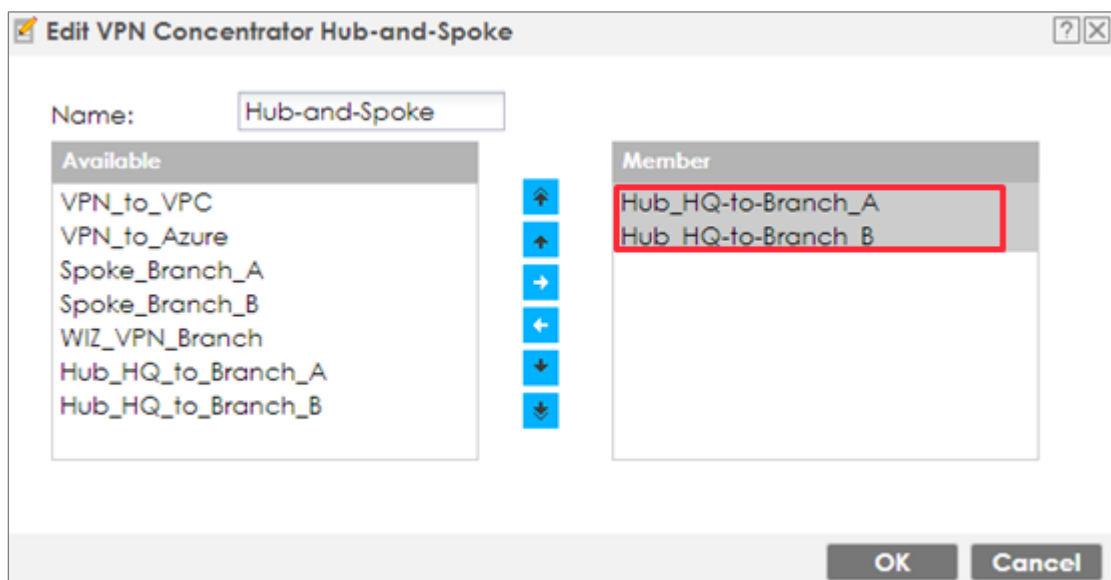 Edit VPN Concentrator Hub-and-Spoke
Name: Hub-and-Spoke
Available
VPN_to_VPC
VPN_to_Azure
Spoke_Branch_A
Spoke_Branch_B
WIZ_VPN_Branch
Hub_HQ_to_Branch_A
Hub_HQ_to_Branch_B
Member
Hub_HQ-to-Branch_A
Hub_HQ-to-Branch_B
OK Cancel